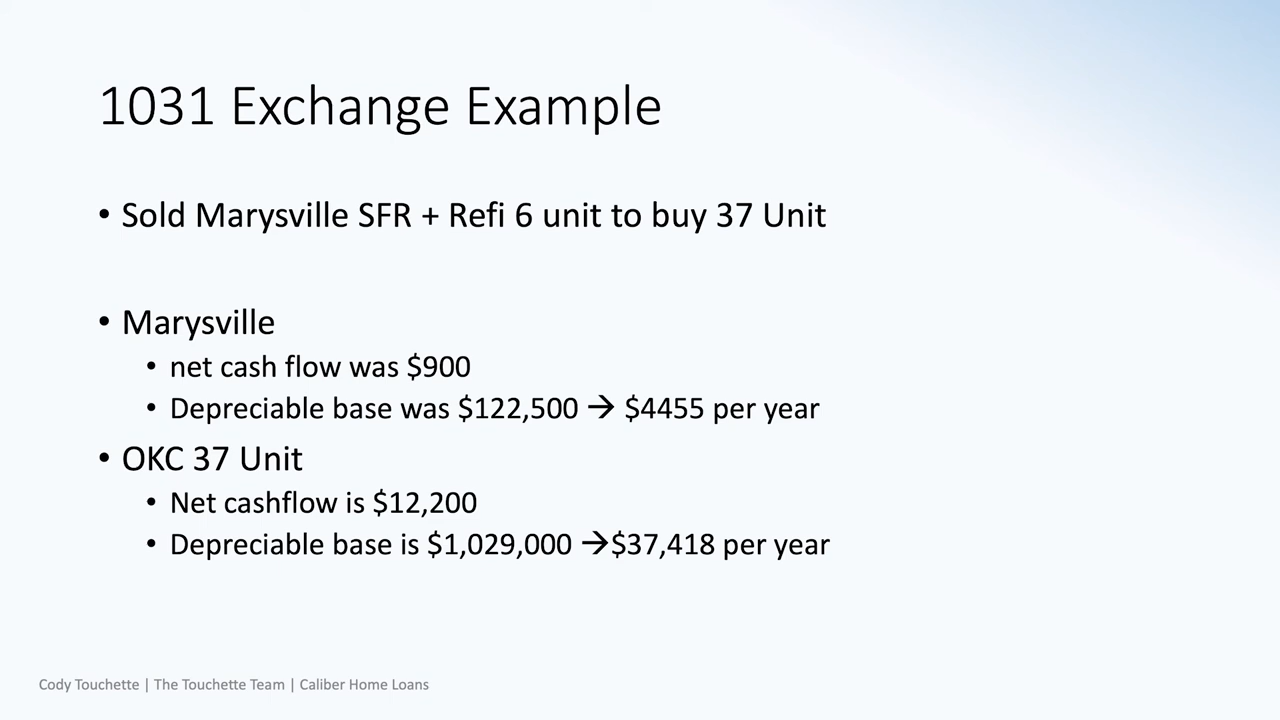 1031 Exchange Example
• Sold Marysville SFR + Refi 6 unit to buy 37 Unit
• Marysville
• net cash flow was $900
• Depreciable base was $122,500 → $4455 per year
• OKC 37 Unit
• Net cashflow is $12,200
• Depreciable base is $1,029,000 →$37,418 per year
Cody Touchette | The Touchette Team | Caliber Home Loans